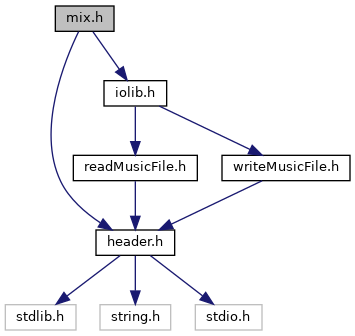 mix.h
iolib.h
readMusicFile.h
writeMusicFile.h
header.h
stdlib.h
string.h
stdio.h